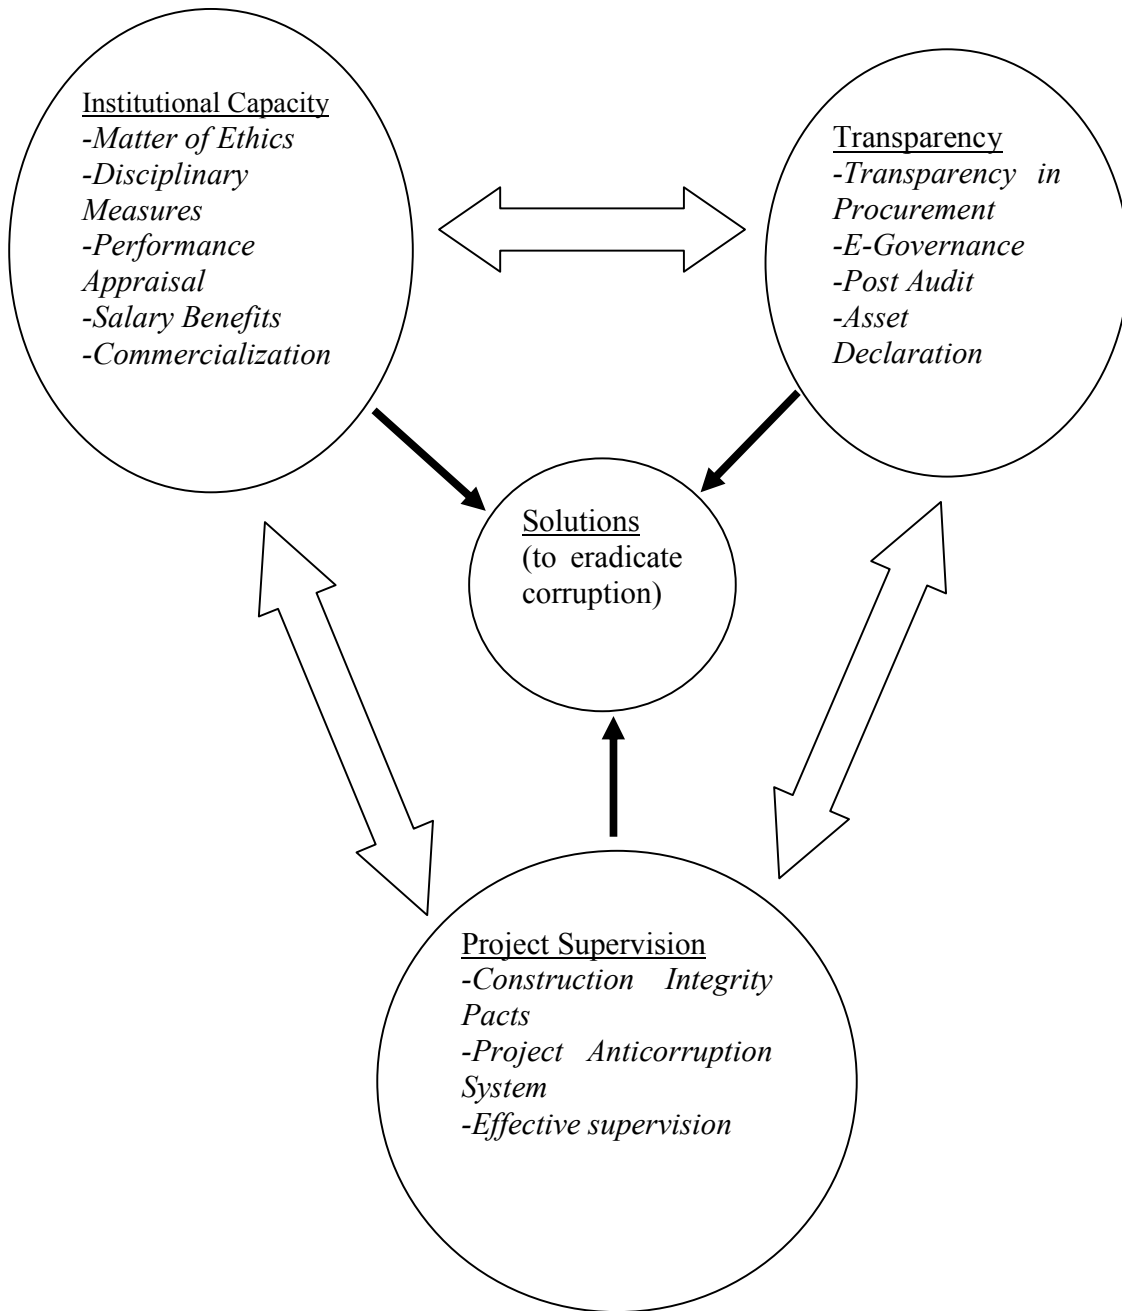 Institutional Capacity
-Matter of Ethics
-Disciplinary
Measures
-Performance
Appraisal
-Salary Benefits
-Commercialization
Transparency
-Transparency in
Procurement
-E-Governance
-Post Audit
-Asset
Declaration
Solutions
(to eradicate
corruption)
Project Supervision
-Construction Integrity
Pacts
-Project Anticorruption
System
-Effective supervision